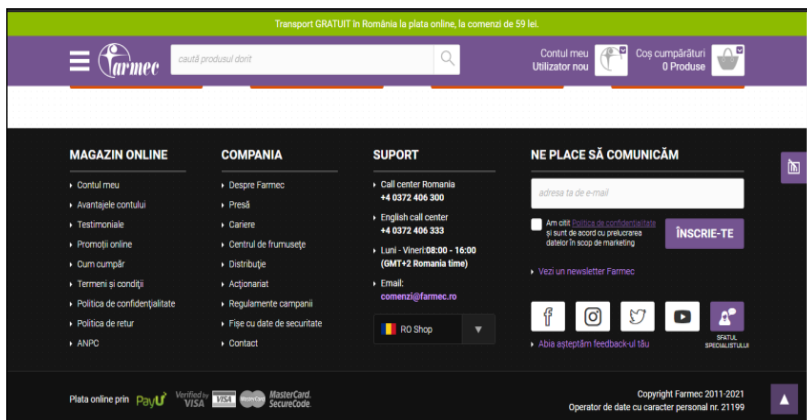 Transport GRATUIT în România la plata online, la comenzi de 59 lei.
farmec
caută produsul dorit
Contul meu
Utilizator nou
Coș cumpărături
0 Produse
MAGAZIN ONLINE
Contul meu
Avantajele contului
Testimoniale
Promoții online
Cum cumpăr
Termeni și condiții
Politica de confidențialitate
Politica de retur
ANPC
COMPANIA
Despre Farmec
Presă
Cariere
Centrul de frumusețe
Distribuție
Acționariat
Regulamente campanii
Fișe cu date de securitate
Contact
SUPORT
Call center Romania
+4 0372 406 300
English call center
+4 0372 406 333
Luni - Vineri:08:00 - 16:00
(GMT+2 Romania time)
Email:
comenzi@farmec.ro
RO Shop
NE PLACE SĂ COMUNICĂM
adresa ta de e-mail
Am citit Politica de confidentialitate
și sunt de acord cu prelucrarea
datelor în scop de marketing
ÎNSCRIE-TE
Vezi un newsletter Farmec
SFATUL
SPECIALISTULUI
Abia așteptăm feedback-ul tău
Plata online prin PayU
Verified by
VISA
VISA
MasterCard
MasterCard.
SecureCode.
Copyright Farmec 2011-2021
Operator de date cu caracter personal nr. 21199